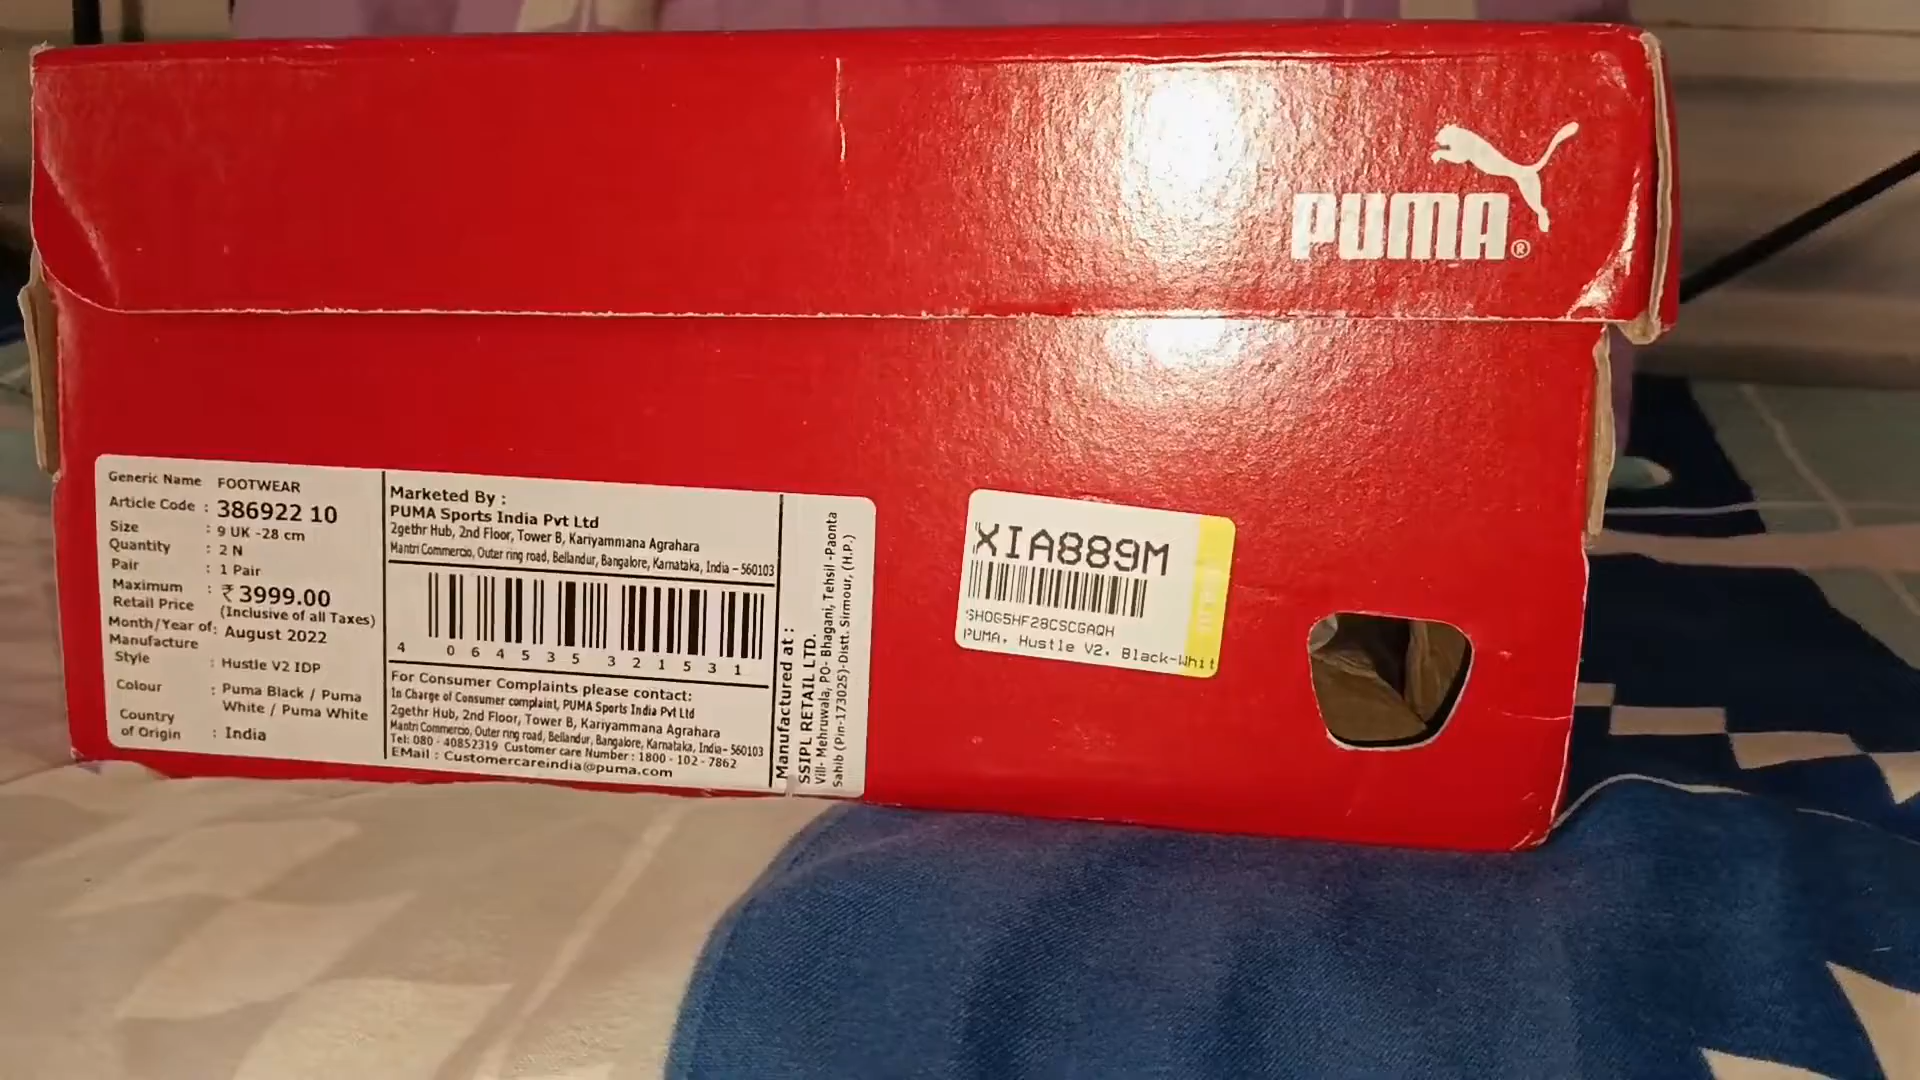 PUMA®
Generic Name FOOTWEAR
Article Code : 386922 10
Size : 9 UK -28 cm
Quantity : 2 N
Pair : 1 Pair
Maximum Retail Price : ₹ 3999.00
(Inclusive of all Taxes)
Month/Year of Manufacture : August 2022
Style : Hustle V2 IDP
Colour : Puma Black / Puma
White / Puma White
Country of Origin : India
Marketed By :
PUMA Sports India Pvt Ltd
2gethr Hub, 2nd Floor, Tower B, Kariyammana Agrahara
Mantri Commercio, Outer ring road, Bellandur, Bangalore, Karnataka, India – 560103
4 064535 321531
For Consumer Complaints please contact:
In Charge of Consumer complaint, PUMA Sports India Pvt Ltd
2gethr Hub, 2nd Floor, Tower B, Kariyammana Agrahara
Mantri Commercio, Outer ring road, Bellandur, Bangalore, Karnataka, India- 560103
Tel: 080 - 40852319 Customer care Number : 1800 - 102 - 7862
EMail : Customercareindia@puma.com
Manufactured at :
SSIPL RETAIL LTD.
Vill- Mehruwala, PO- Bhagani, Tehsil -Paonta
Sahib (Pin-173025)-Distt. Sirmour, (H.P.)
XIA889M
SHOG5HF28CSCGAQH
PUMA, Hustle V2, Black-Whit